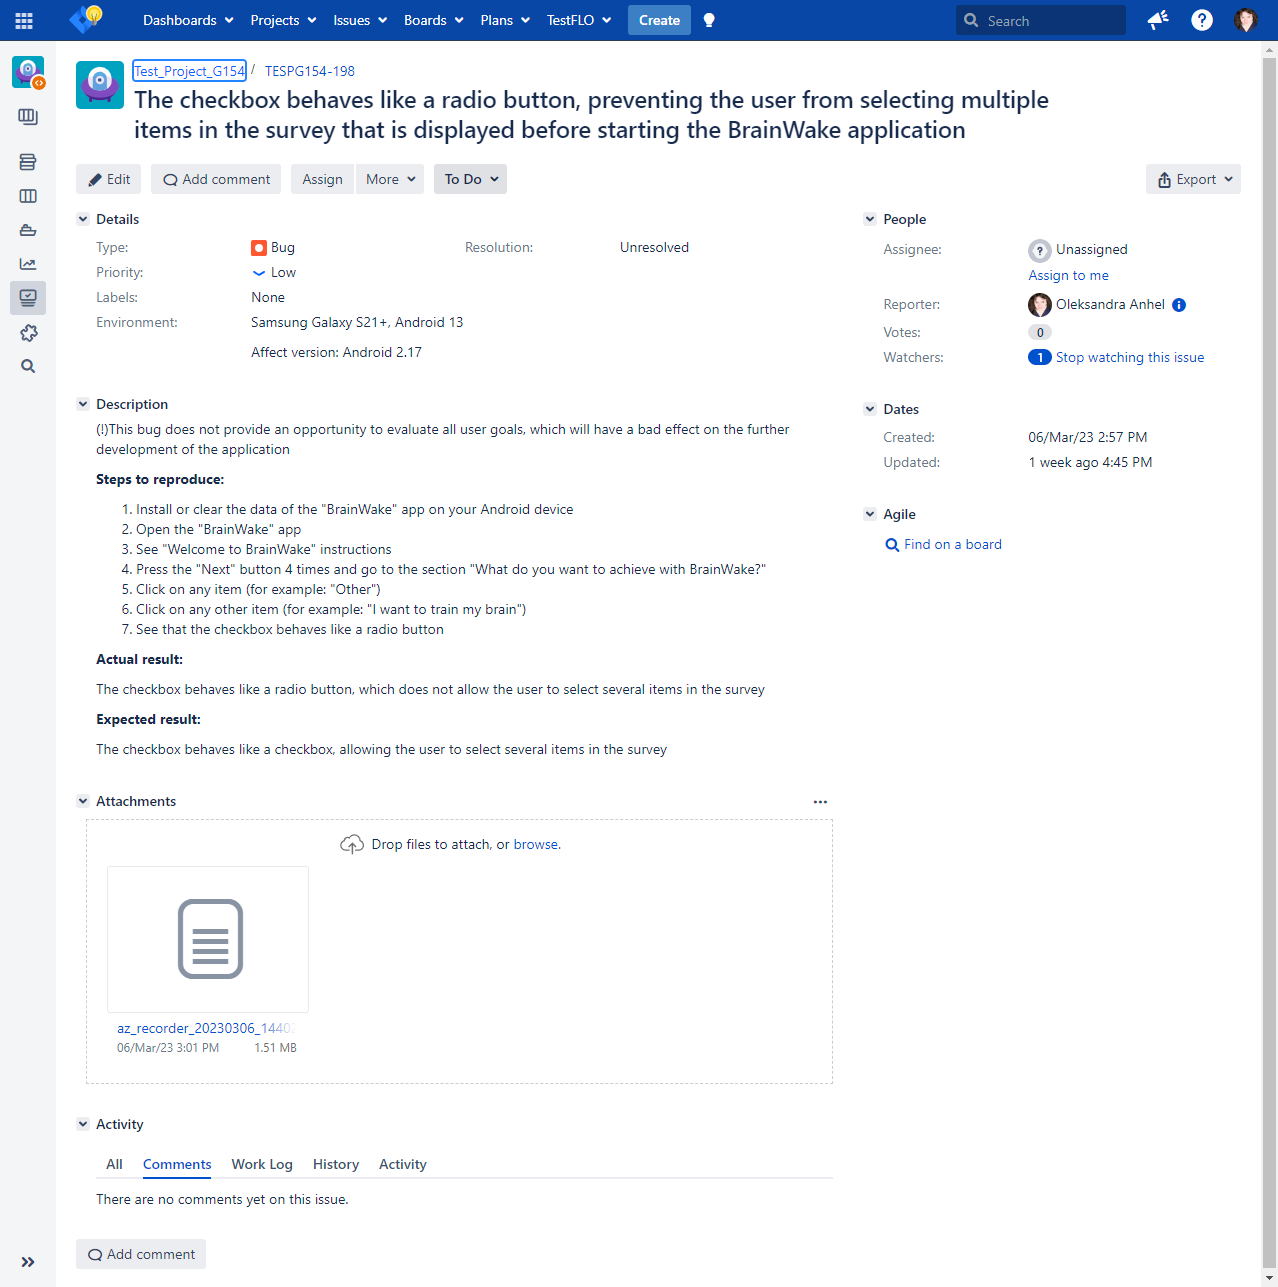 Dashboards Projects Issues Boards Plans TestFLO Create Search
Test_Project_G154 / TESPG154-198
The checkbox behaves like a radio button, preventing the user from selecting multiple
items in the survey that is displayed before starting the BrainWake application
Edit Add comment Assign More To Do Export
Details
Type: Bug Resolution: Unresolved
Priority: Low
Labels: None
Environment: Samsung Galaxy S21+, Android 13
Affect version: Android 2.17
People
Assignee: Unassigned
Assign to me
Reporter: Oleksandra Anhel
Votes: 0
Watchers: 1 Stop watching this issue
Description
(!)This bug does not provide an opportunity to evaluate all user goals, which will have a bad effect on the further
development of the application
Steps to reproduce:
1. Install or clear the data of the "BrainWake" app on your Android device
2. Open the "BrainWake" app
3. See "Welcome to BrainWake" instructions
4. Press the "Next" button 4 times and go to the section "What do you want to achieve with BrainWake?"
5. Click on any item (for example: "Other")
6. Click on any other item (for example: "I want to train my brain")
7. See that the checkbox behaves like a radio button
Actual result:
The checkbox behaves like a radio button, which does not allow the user to select several items in the survey
Expected result:
The checkbox behaves like a checkbox, allowing the user to select several items in the survey
Dates
Created: 06/Mar/23 2:57 PM
Updated: 1 week ago 4:45 PM
Agile
Find on a board
Attachments
Drop files to attach, or browse.
az_recorder_20230306_1440
06/Mar/23 3:01 PM 1.51 MB
Activity
All Comments Work Log History Activity
There are no comments yet on this issue.
Add comment